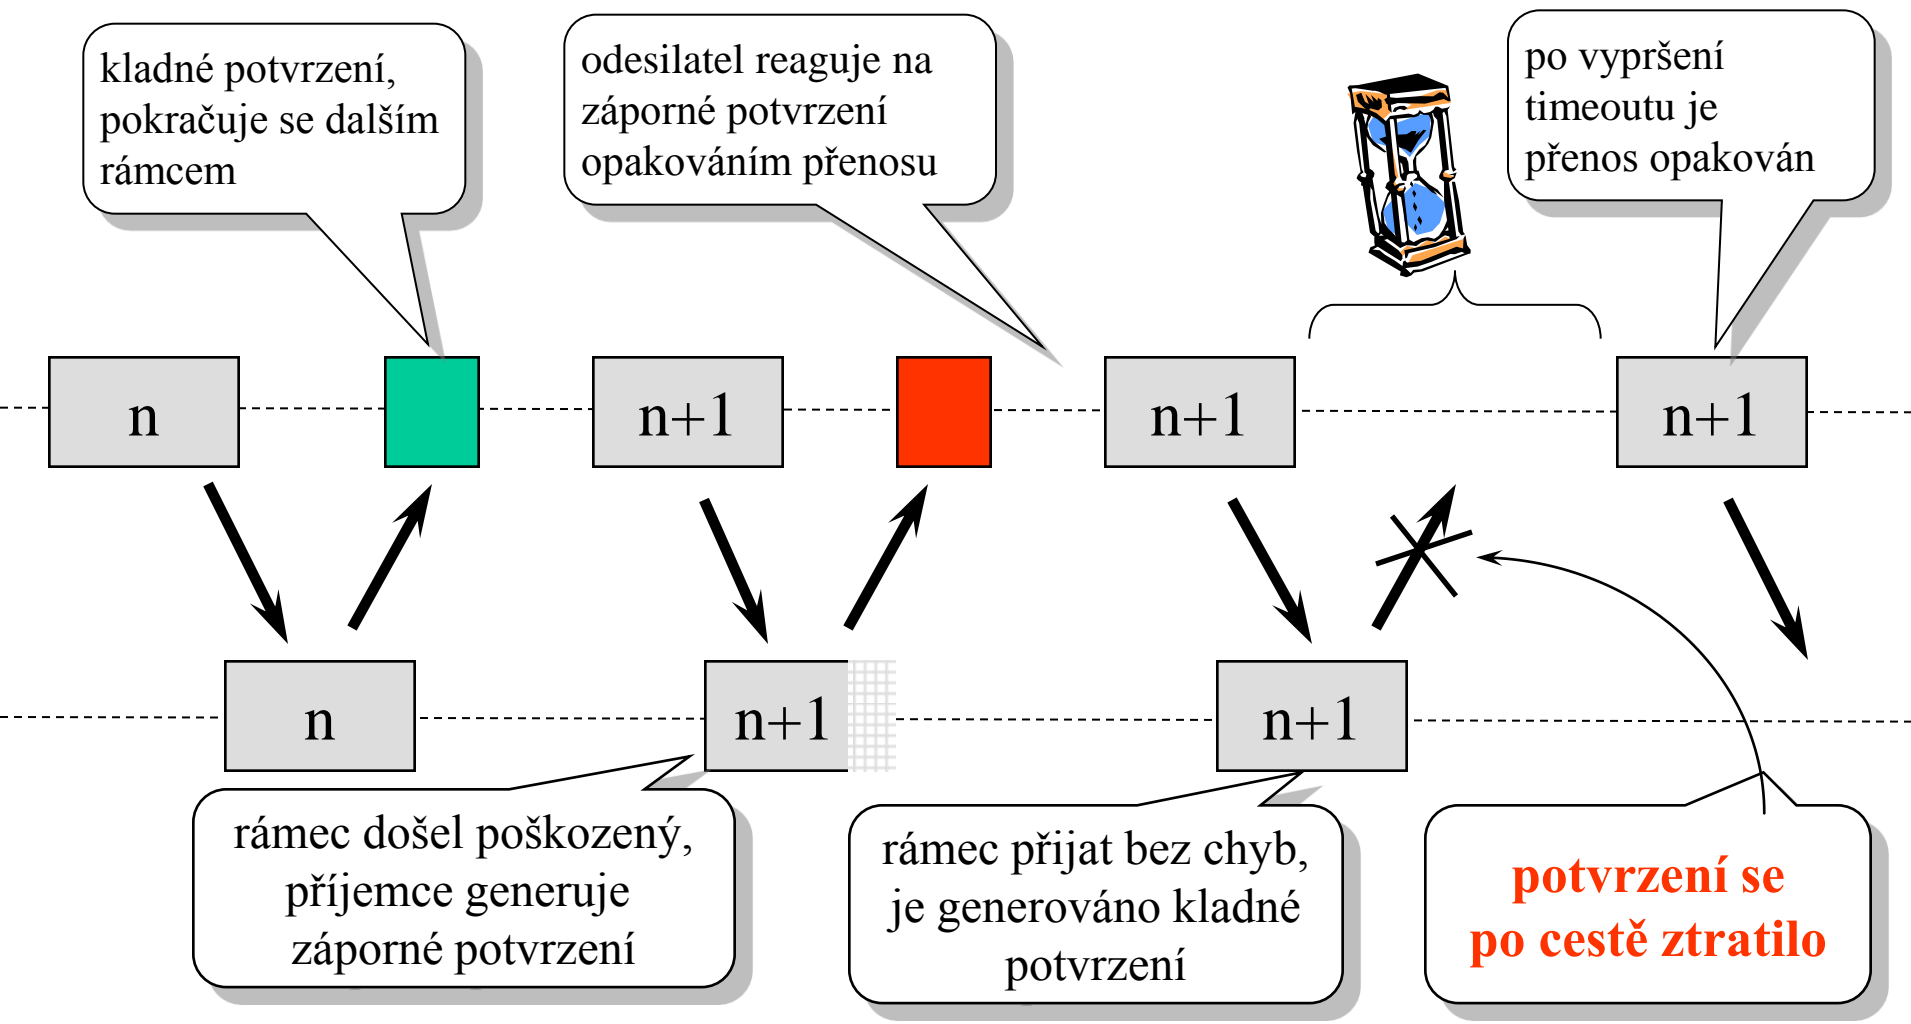 kladné potvrzení,
pokračuje se dalším
rámcem
odesilatel reaguje na
záporné potvrzení
opakováním přenosu
po vypršení
timeoutu je
přenos opakován
n
n+1
n+1
n+1
n
n+1
n+1
rámec došel poškozený,
příjemce generuje
záporné potvrzení
rámec přijat bez chyb,
je generováno kladné
potvrzení
potvrzení se
po cestě ztratilo